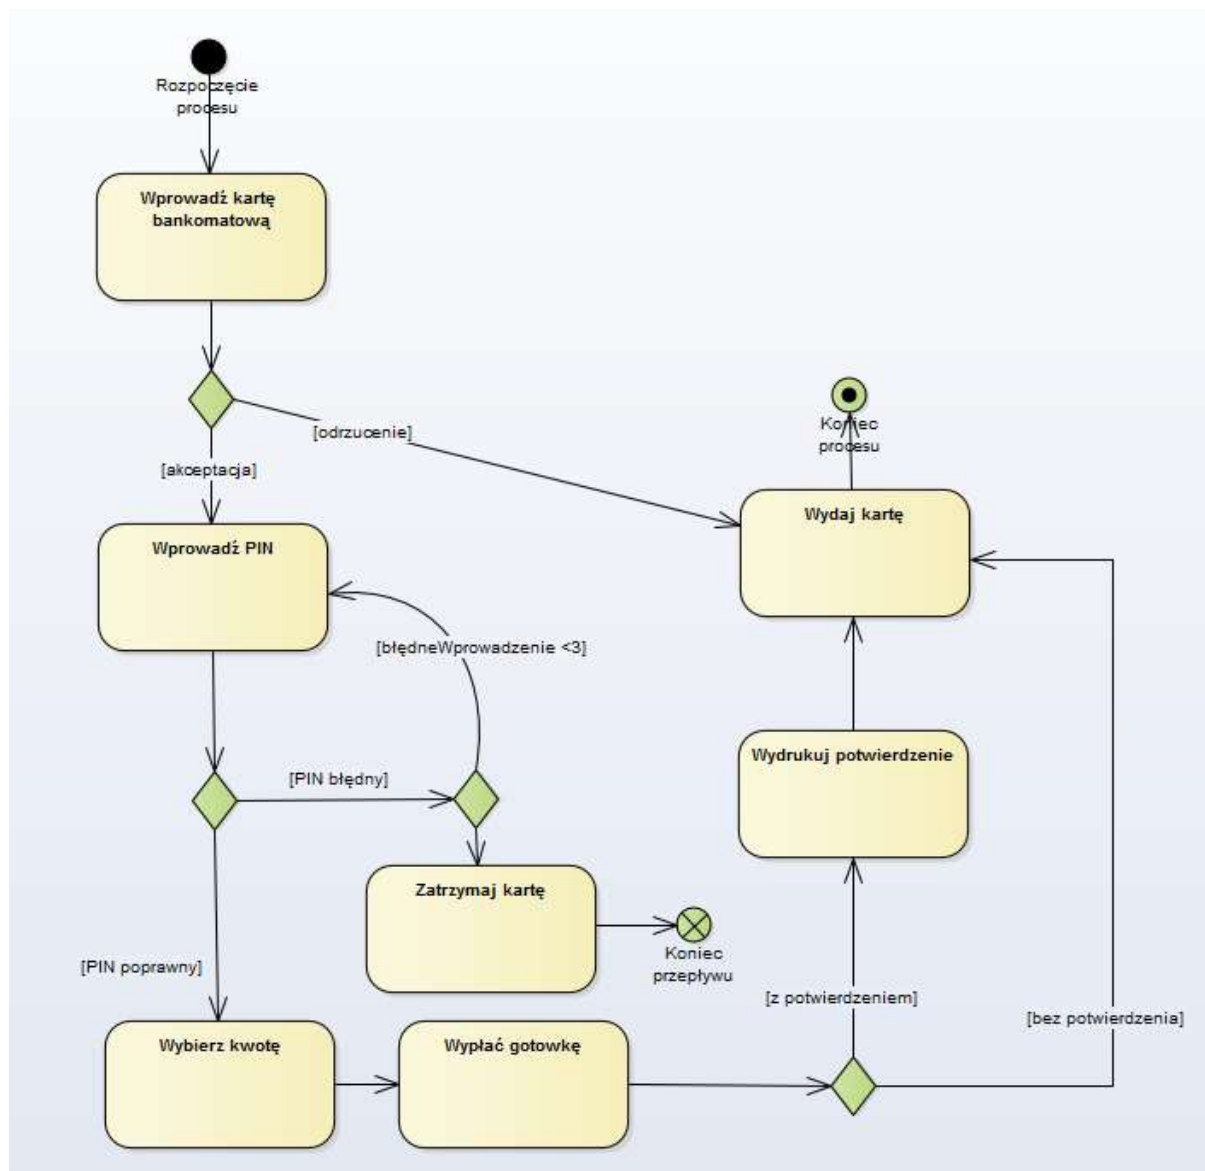 Rozpoczęcie
procesu
Wprowadź kartę
bankomatową
[odrzucenie]
[akceptacja]
Koniec
procesu
Wydaj kartę
Wprowadź PIN
[błędneWprowadzenie <3]
[PIN błędny]
Wydrukuj potwierdzenie
Zatrzymaj kartę
Koniec
przepływu
[PIN poprawny]
[z potwierdzeniem]
[bez potwierdzenia]
Wybierz kwotę
Wypłać gotowkę